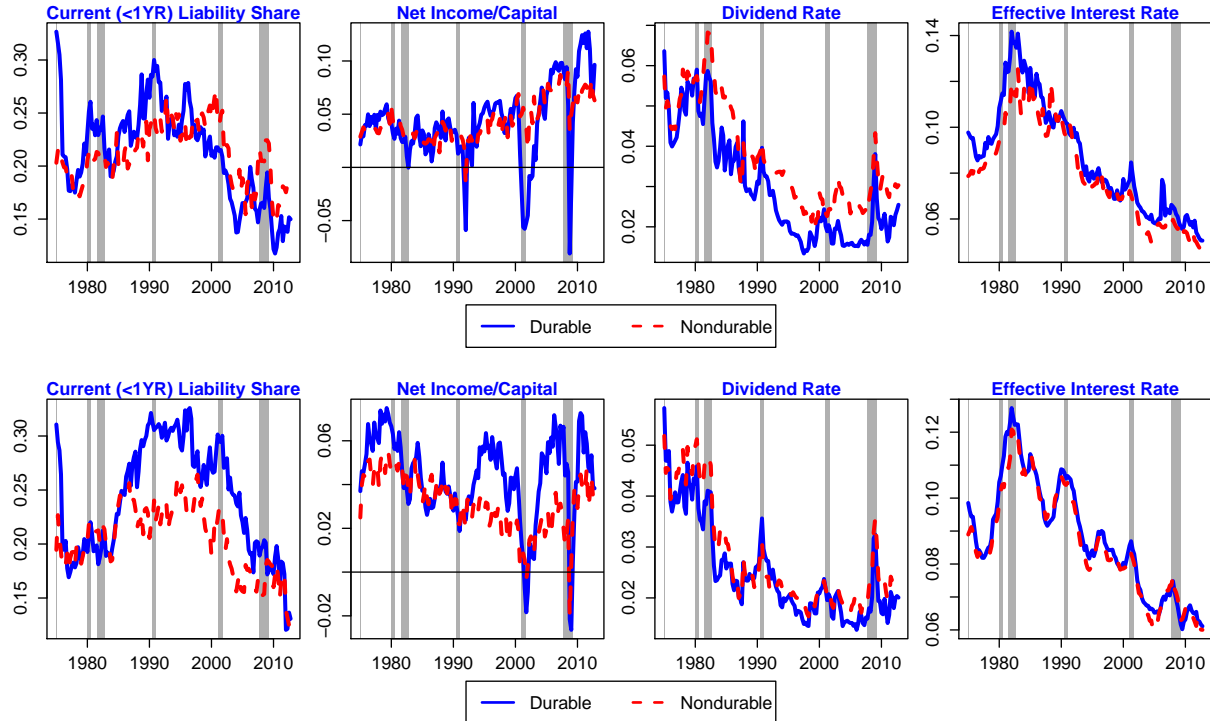 Current (<1YR) Liability Share
0.15 0.20 0.25 0.30
1980 1990 2000 2010
Net Income/Capital
−0.05 0.05 0.10
1980 1990 2000 2010
Dividend Rate
0.02 0.04 0.06
1980 1990 2000 2010
Effective Interest Rate
0.06 0.10 0.14
1980 1990 2000 2010
Durable Nondurable
Current (<1YR) Liability Share
0.15 0.20 0.25 0.30
1980 1990 2000 2010
Net Income/Capital
−0.02 0.02 0.06
1980 1990 2000 2010
Dividend Rate
0.02 0.03 0.04 0.05
1980 1990 2000 2010
Effective Interest Rate
0.06 0.08 0.10 0.12
1980 1990 2000 2010
Durable Nondurable